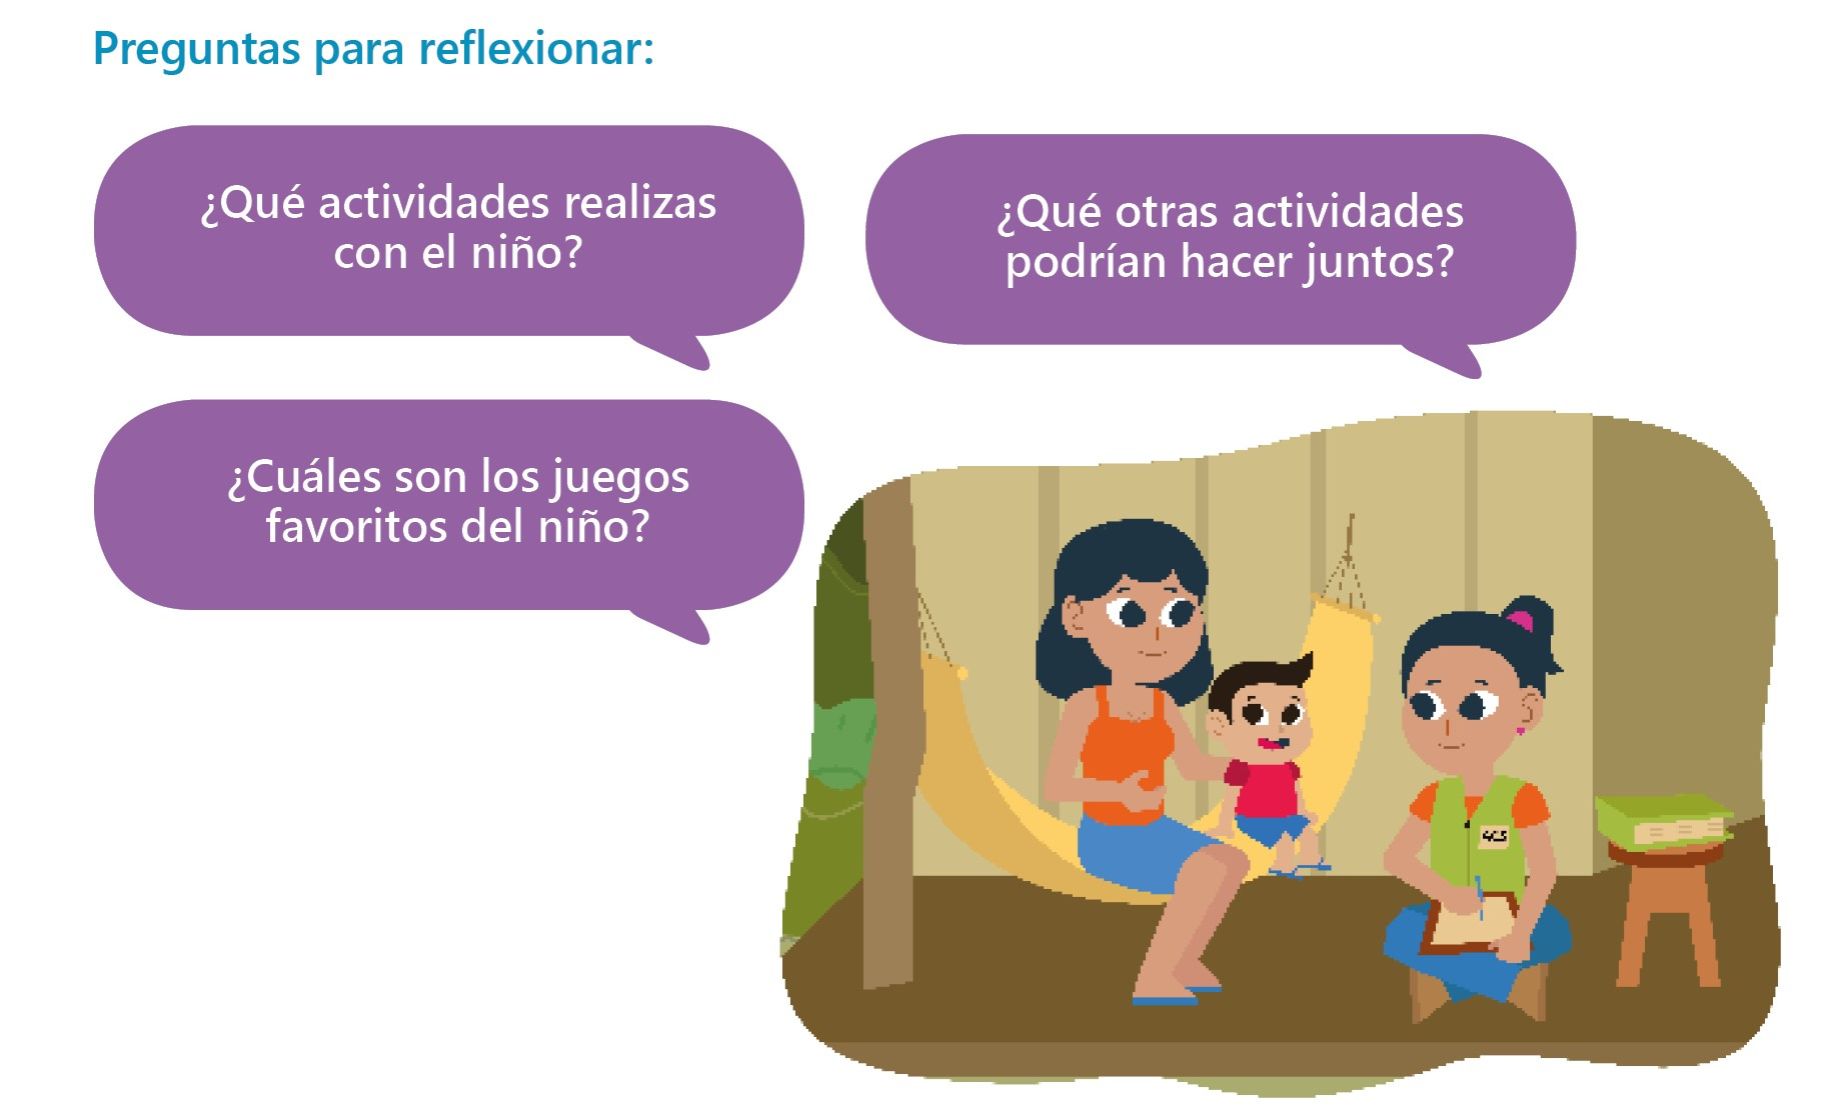 Preguntas para reflexionar:
¿Qué actividades realizas
con el niño?
¿Qué otras actividades
podrían hacer juntos?
¿Cuáles son los juegos
favoritos del niño?